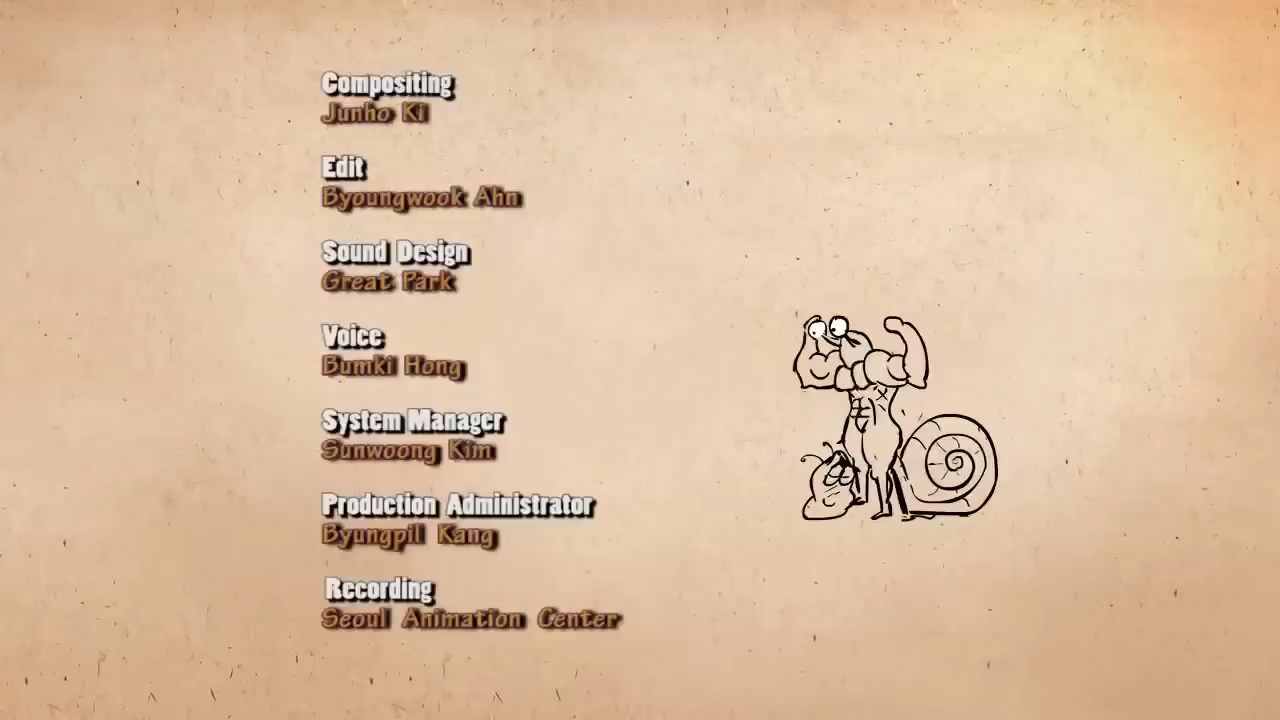 Compositing
Junho Ki
Edit
Byoungwook Ahn
Sound Design
Great Park
Voice
Bumki Hong
System Manager
Sunwoong Kim
Production Administrator
Byungpil Kang
Recording
Seoul Animation Center